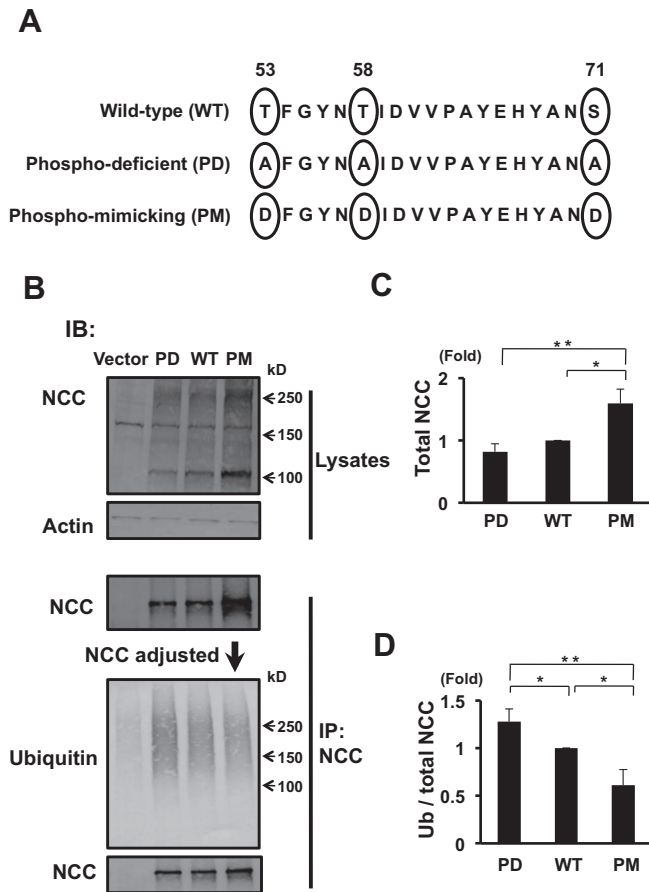 A
53 58 71
Wild-type (WT) T F G Y N T I D V V P A Y E H Y A N S
Phospho-deficient (PD) A F G Y N A I D V V P A Y E H Y A N A
Phospho-mimicking (PM) D F G Y N D I D V V P A Y E H Y A N D
B
IB:
Vector PD WT PM
kD
NCC
250
150
100
Lysates
Actin
NCC
NCC adjusted
kD
Ubiquitin
250
150
100
IP:
NCC
NCC
C
(Fold)
* *
*
Total NCC
2
1
0
PD WT PM
D
(Fold)
* *
* *
Ub / total NCC
1.5
1
0.5
0
PD WT PM